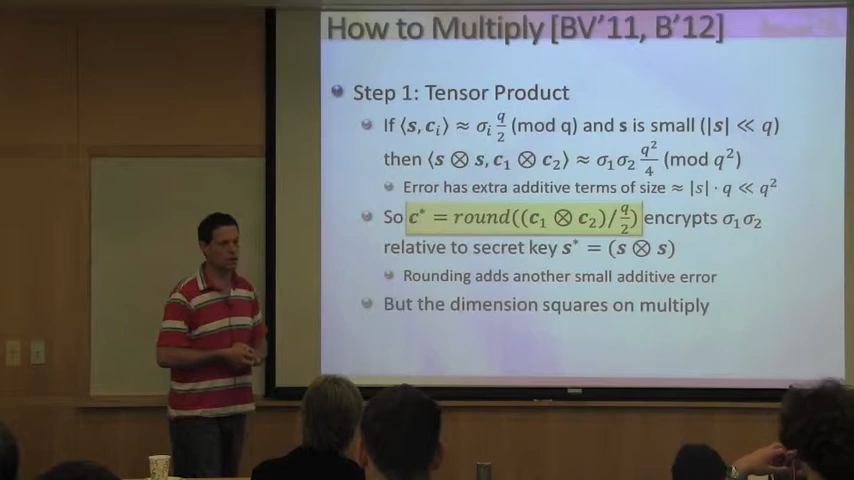 How to Multiply [BV'11, B'12]
Step 1: Tensor Product
If ⟨s, cᵢ⟩ ≈ σᵢ q/2 (mod q) and s is small (|s| ≪ q)
then ⟨s ⊗ s, c₁ ⊗ c₂⟩ ≈ σ₁σ₂ q²/4 (mod q²)
Error has extra additive terms of size ≈ |s| · q ≪ q²
So c* = round((c₁ ⊗ c₂)/ q/2) encrypts σ₁σ₂
relative to secret key s* = (s ⊗ s)
Rounding adds another small additive error
But the dimension squares on multiply